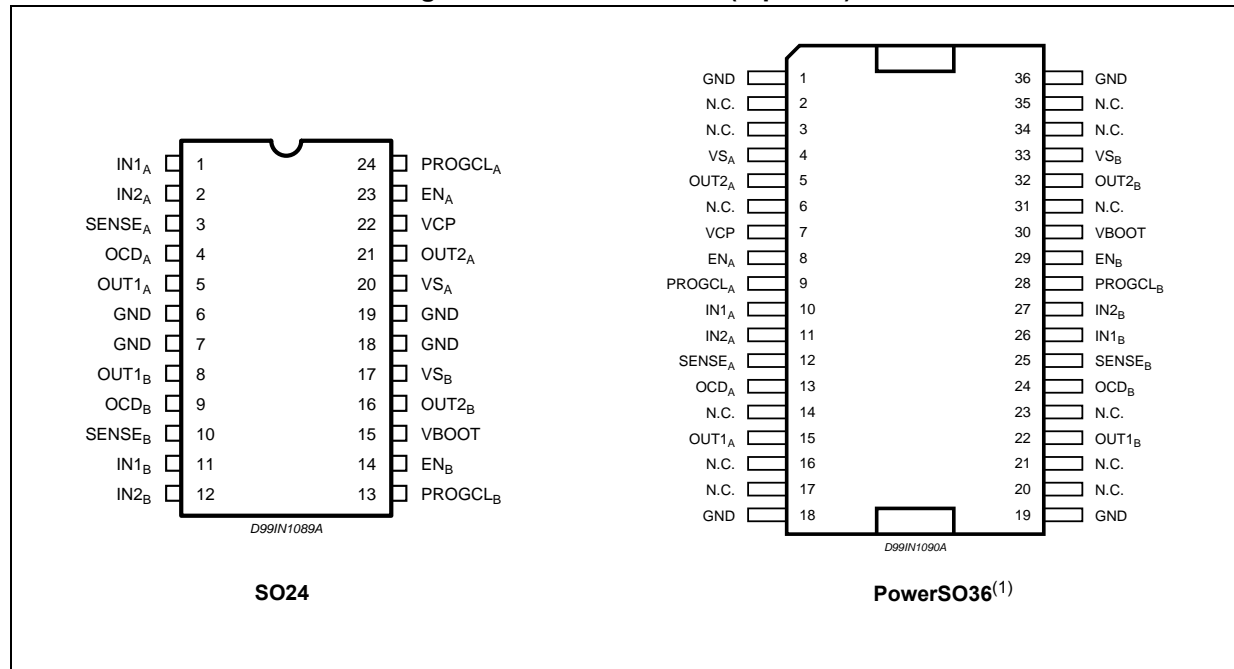 IN1A 1 24 PROGCLA
IN2A 2 23 ENA
SENSEA 3 22 VCP
OCDA 4 21 OUT2A
OUT1A 5 20 VSA
GND 6 19 GND
GND 7 18 GND
OUT1B 8 17 VSB
OCDB 9 16 OUT2B
SENSEB 10 15 VBOOT
IN1B 11 14 ENB
IN2B 12 13 PROGCLB
D99IN1089A
SO24
GND 1 36 GND
N.C. 2 35 N.C.
N.C. 3 34 N.C.
VSA 4 33 VSB
OUT2A 5 32 OUT2B
N.C. 6 31 N.C.
VCP 7 30 VBOOT
ENA 8 29 ENB
PROGCLA 9 28 PROGCLB
IN1A 10 27 IN2B
IN2A 11 26 IN1B
SENSEA 12 25 SENSEB
OCDA 13 24 OCDB
N.C. 14 23 N.C.
OUT1A 15 22 OUT1B
N.C. 16 21 N.C.
N.C. 17 20 N.C.
GND 18 19 GND
D99IN1090A
PowerSO36(1)